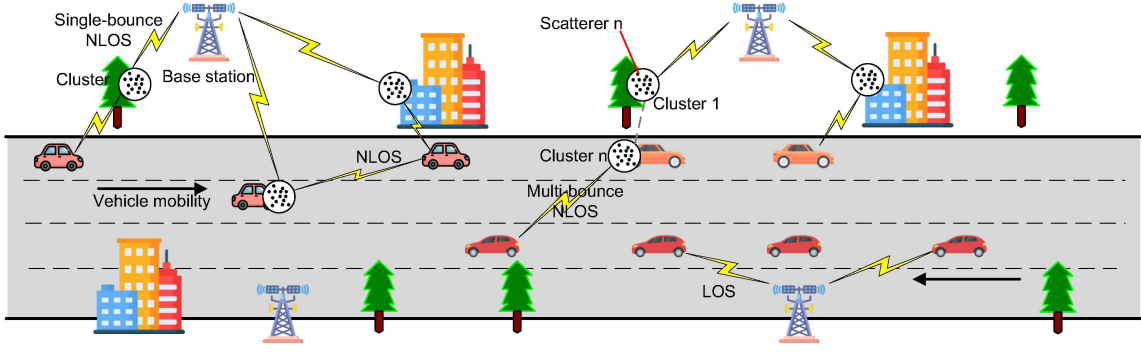 Single-bounce
NLOS
Cluster
Base station
Scatterer n
Cluster 1
NLOS
Cluster n
Vehicle mobility
Multi-bounce
NLOS
LOS